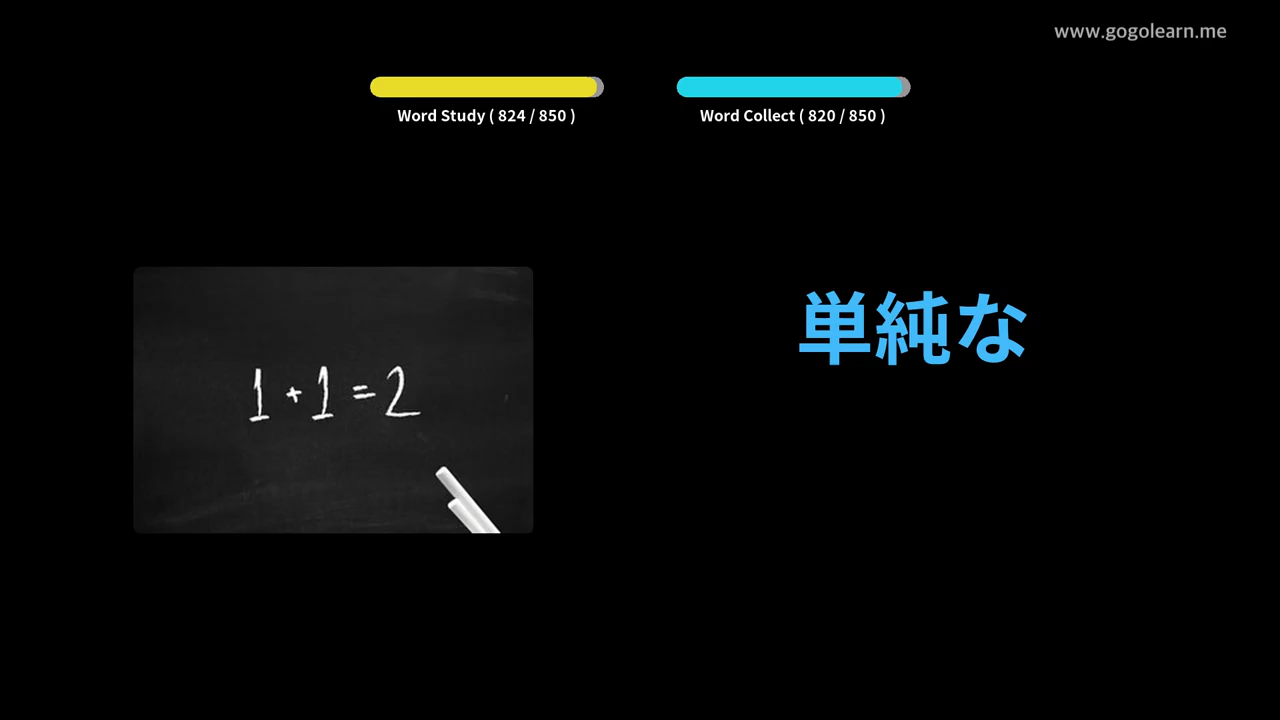 www.gogolearn.me
Word Study ( 824 / 850 )
Word Collect ( 820 / 850 )
1 + 1 = 2
単純な